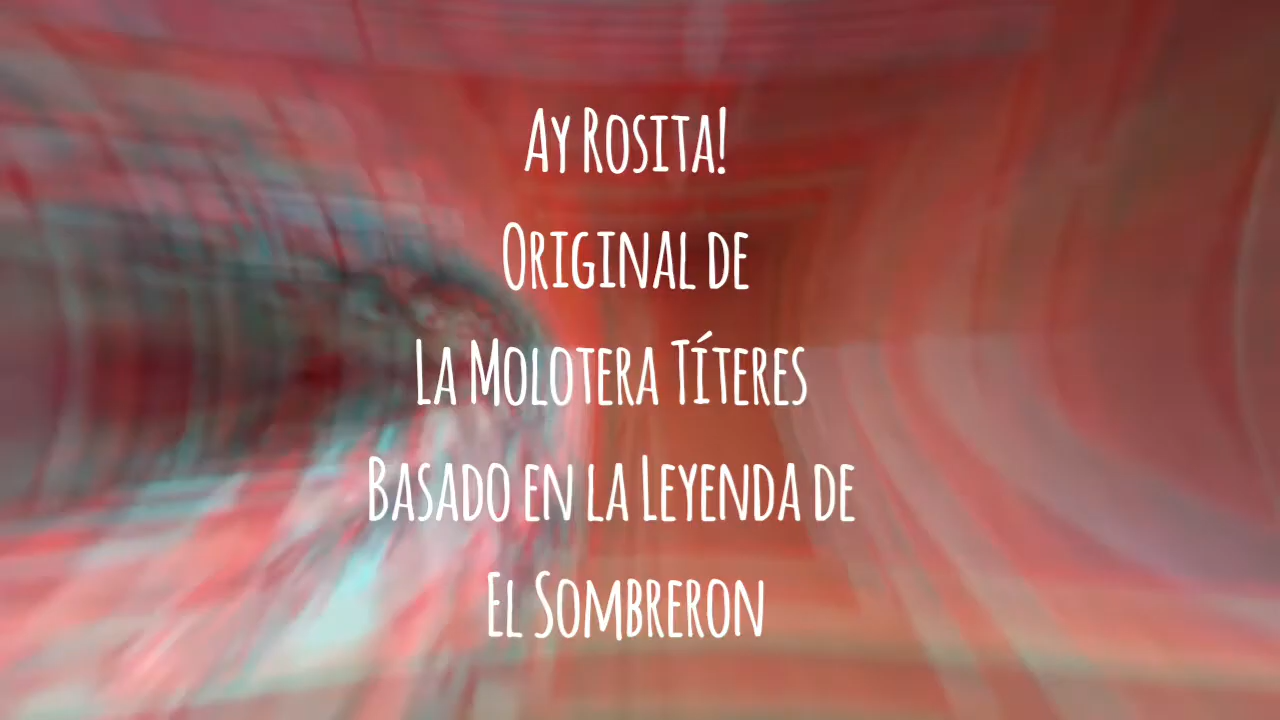 Ay Rosita!
Original de
La Molotera Títeres
Basado en la Leyenda de
El Sombreron